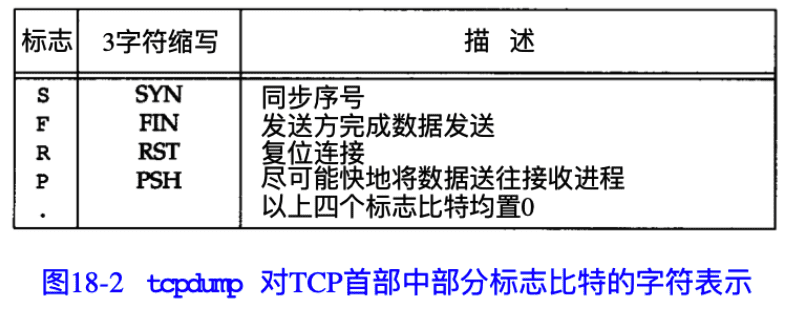 标志 3字符缩写 描 述
S SYN 同步序号
F FIN 发送方完成数据发送
R RST 复位连接
P PSH 尽可能快地将数据送往接收进程
. 以上四个标志比特均置0
图18-2 tcpdump 对TCP首部中部分标志比特的字符表示